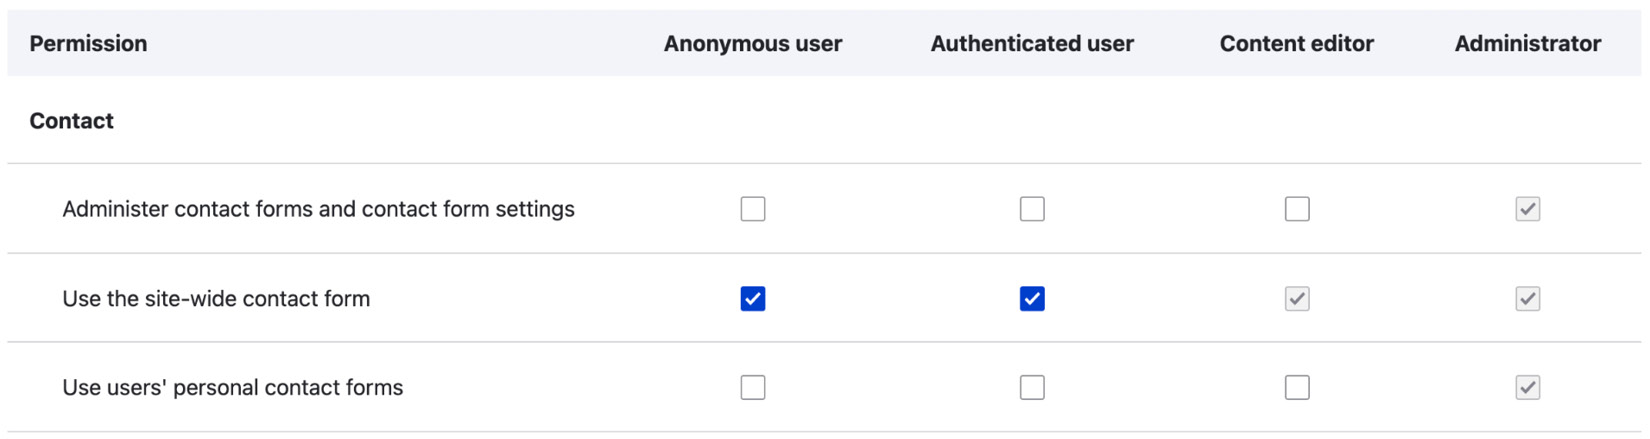 Permission Anonymous user Authenticated user Content editor Administrator
Contact
Administer contact forms and contact form settings
Use the site-wide contact form
Use users' personal contact forms